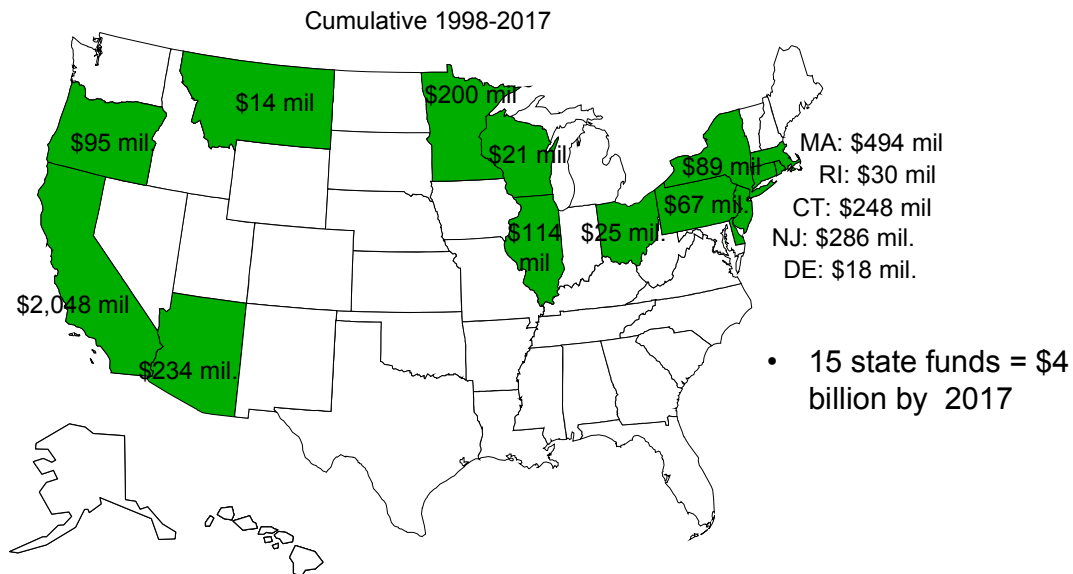 Cumulative 1998-2017
$14 mil
$200 mil
$95 mil
$21 mil
$89 mil
MA: $494 mil
RI: $30 mil
$67 mil.
CT: $248 mil
$114
mil
$25 mil.
NJ: $286 mil.
DE: $18 mil.
$2,048 mil
$234 mil.
• 15 state funds = $4
billion by 2017